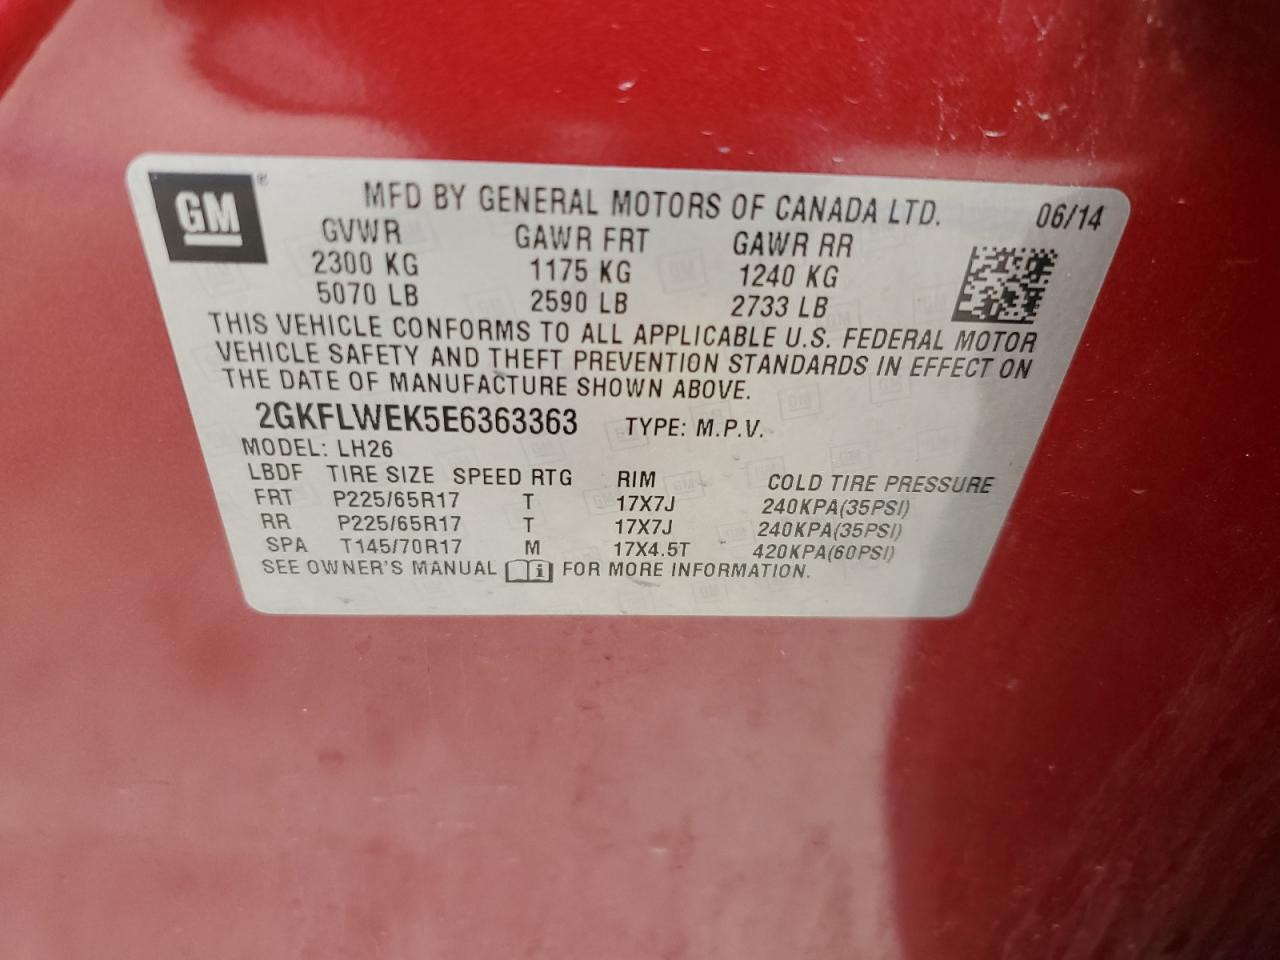 GM®
MFD BY GENERAL MOTORS OF CANADA LTD. 06/14
GVWR GAWR FRT GAWR RR
2300 KG 1175 KG 1240 KG
5070 LB 2590 LB 2733 LB
THIS VEHICLE CONFORMS TO ALL APPLICABLE U.S. FEDERAL MOTOR
VEHICLE SAFETY AND THEFT PREVENTION STANDARDS IN EFFECT ON
THE DATE OF MANUFACTURE SHOWN ABOVE.
2GKFLWEK5E6363363 TYPE: M.P.V.
MODEL: LH26
LBDF TIRE SIZE SPEED RTG RIM COLD TIRE PRESSURE
FRT P225/65R17 T 17X7J 240KPA(35PSI)
RR P225/65R17 T 17X7J 240KPA(35PSI)
SPA T145/70R17 M 17X4.5T 420KPA(60PSI)
SEE OWNER'S MANUAL i FOR MORE INFORMATION.